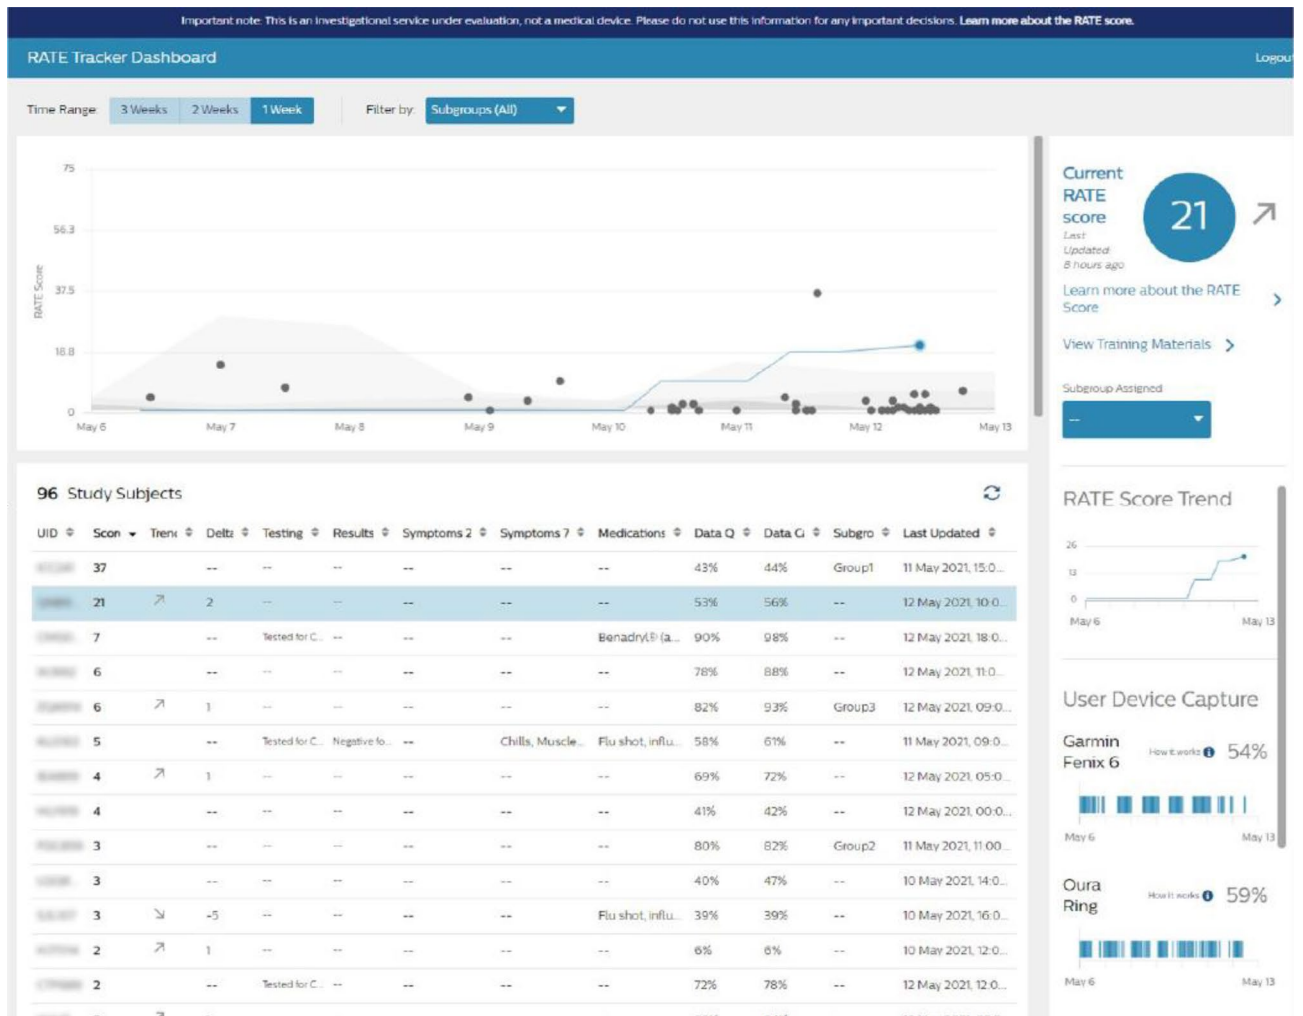 Important note: This is an investigational service under evaluation, not a medical device. Please do not use this information for any important decisions. Learn more about the RATE score.
RATE Tracker Dashboard
Logou
Time Range: 3 Weeks 2 Weeks 1 Week Filter by: Subgroups (All)
75
56.3
37.5
18.8
0
RATE Score
May 6 May 7 May 8 May 9 May 10 May 11 May 12 May 13
Current
RATE
score
Last
Updated:
8 hours ago
21
Learn more about the RATE
Score
View Training Materials
Subgroup Assigned
--
96 Study Subjects
UID Scor Trend Delta Testing Results Symptoms 2 Symptoms 7 Medications Data Q Data Ca Subgro Last Updated
37 -- -- -- -- -- -- 43% 44% Group1 11 May 2021, 15:0...
21 2 -- -- -- -- -- 53% 56% -- 12 May 2021, 10:0...
7 -- Tested for C... -- -- -- Benadryl® (a... 90% 98% -- 12 May 2021, 18:0...
6 -- -- -- -- -- -- 78% 88% -- 12 May 2021, 11:0...
6 1 -- -- -- -- -- 82% 93% Group3 12 May 2021, 09:0...
5 -- Tested for C... Negative fo... -- Chills, Muscle... Flu shot, influ... 58% 61% -- 11 May 2021, 09:0...
4 1 -- -- -- -- -- 69% 72% -- 12 May 2021, 05:0...
4 -- -- -- -- -- -- 41% 42% -- 12 May 2021, 00:0...
3 -- -- -- -- -- -- 80% 82% Group2 11 May 2021, 11:00...
3 -- -- -- -- -- -- 40% 47% -- 10 May 2021, 14:0...
3 -5 -- -- -- -- Flu shot, influ... 39% 39% -- 10 May 2021, 16:0...
2 1 -- -- -- -- -- 6% 6% -- 10 May 2021, 12:0...
2 -- Tested for C... -- -- -- -- 72% 78% -- 12 May 2021, 12:0...
RATE Score Trend
26
13
0
May 6 May 13
User Device Capture
Garmin
Fenix 6
How it works 54%
May 6 May 13
Oura
Ring
How it works 59%
May 6 May 13